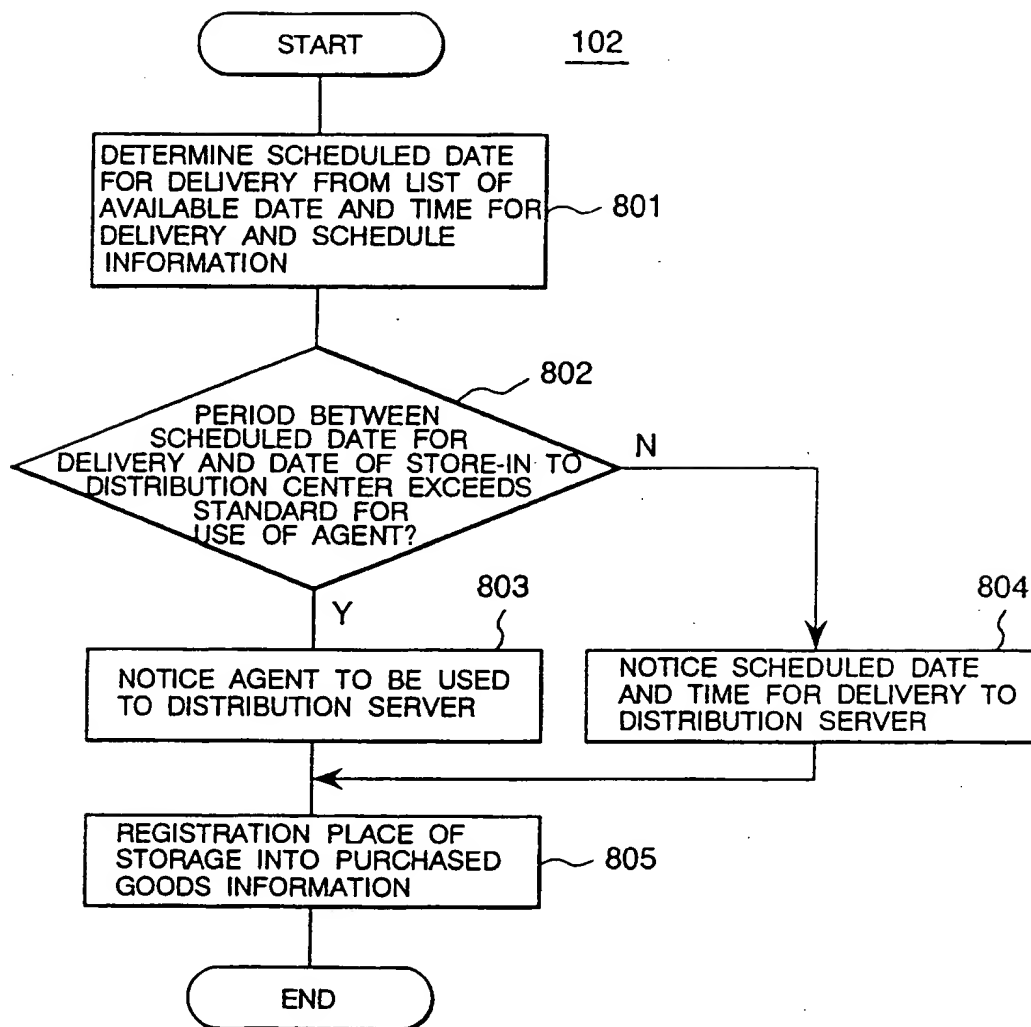 START
102
DETERMINE SCHEDULED DATE
FOR DELIVERY FROM LIST OF
AVAILABLE DATE AND TIME FOR
DELIVERY AND SCHEDULE
INFORMATION
801
802
PERIOD BETWEEN
SCHEDULED DATE FOR
DELIVERY AND DATE OF STORE-IN TO
DISTRIBUTION CENTER EXCEEDS
STANDARD FOR
USE OF AGENT?
N
Y
803
804
NOTICE AGENT TO BE USED
TO DISTRIBUTION SERVER
NOTICE SCHEDULED DATE
AND TIME FOR DELIVERY TO
DISTRIBUTION SERVER
REGISTRATION PLACE OF
STORAGE INTO PURCHASED
GOODS INFORMATION
805
END